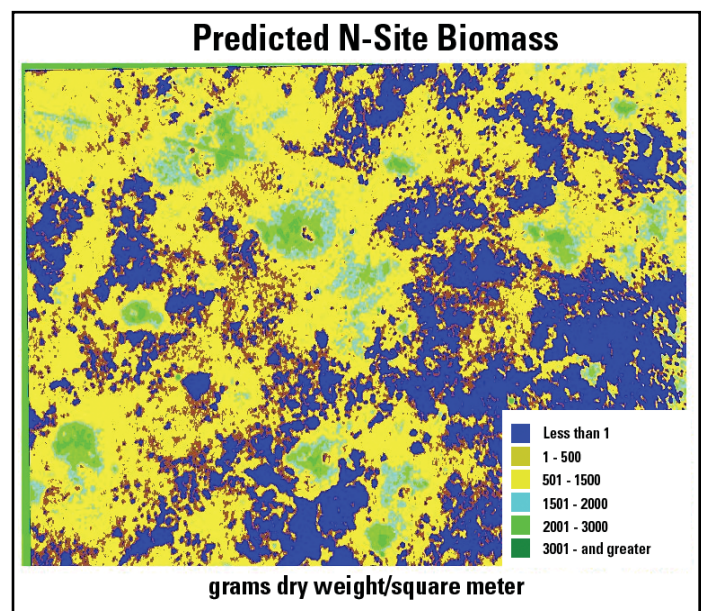 Predicted N-Site Biomass
Less than 1
1 - 500
501 - 1500
1501 - 2000
2001 - 3000
3001 - and greater
grams dry weight/square meter